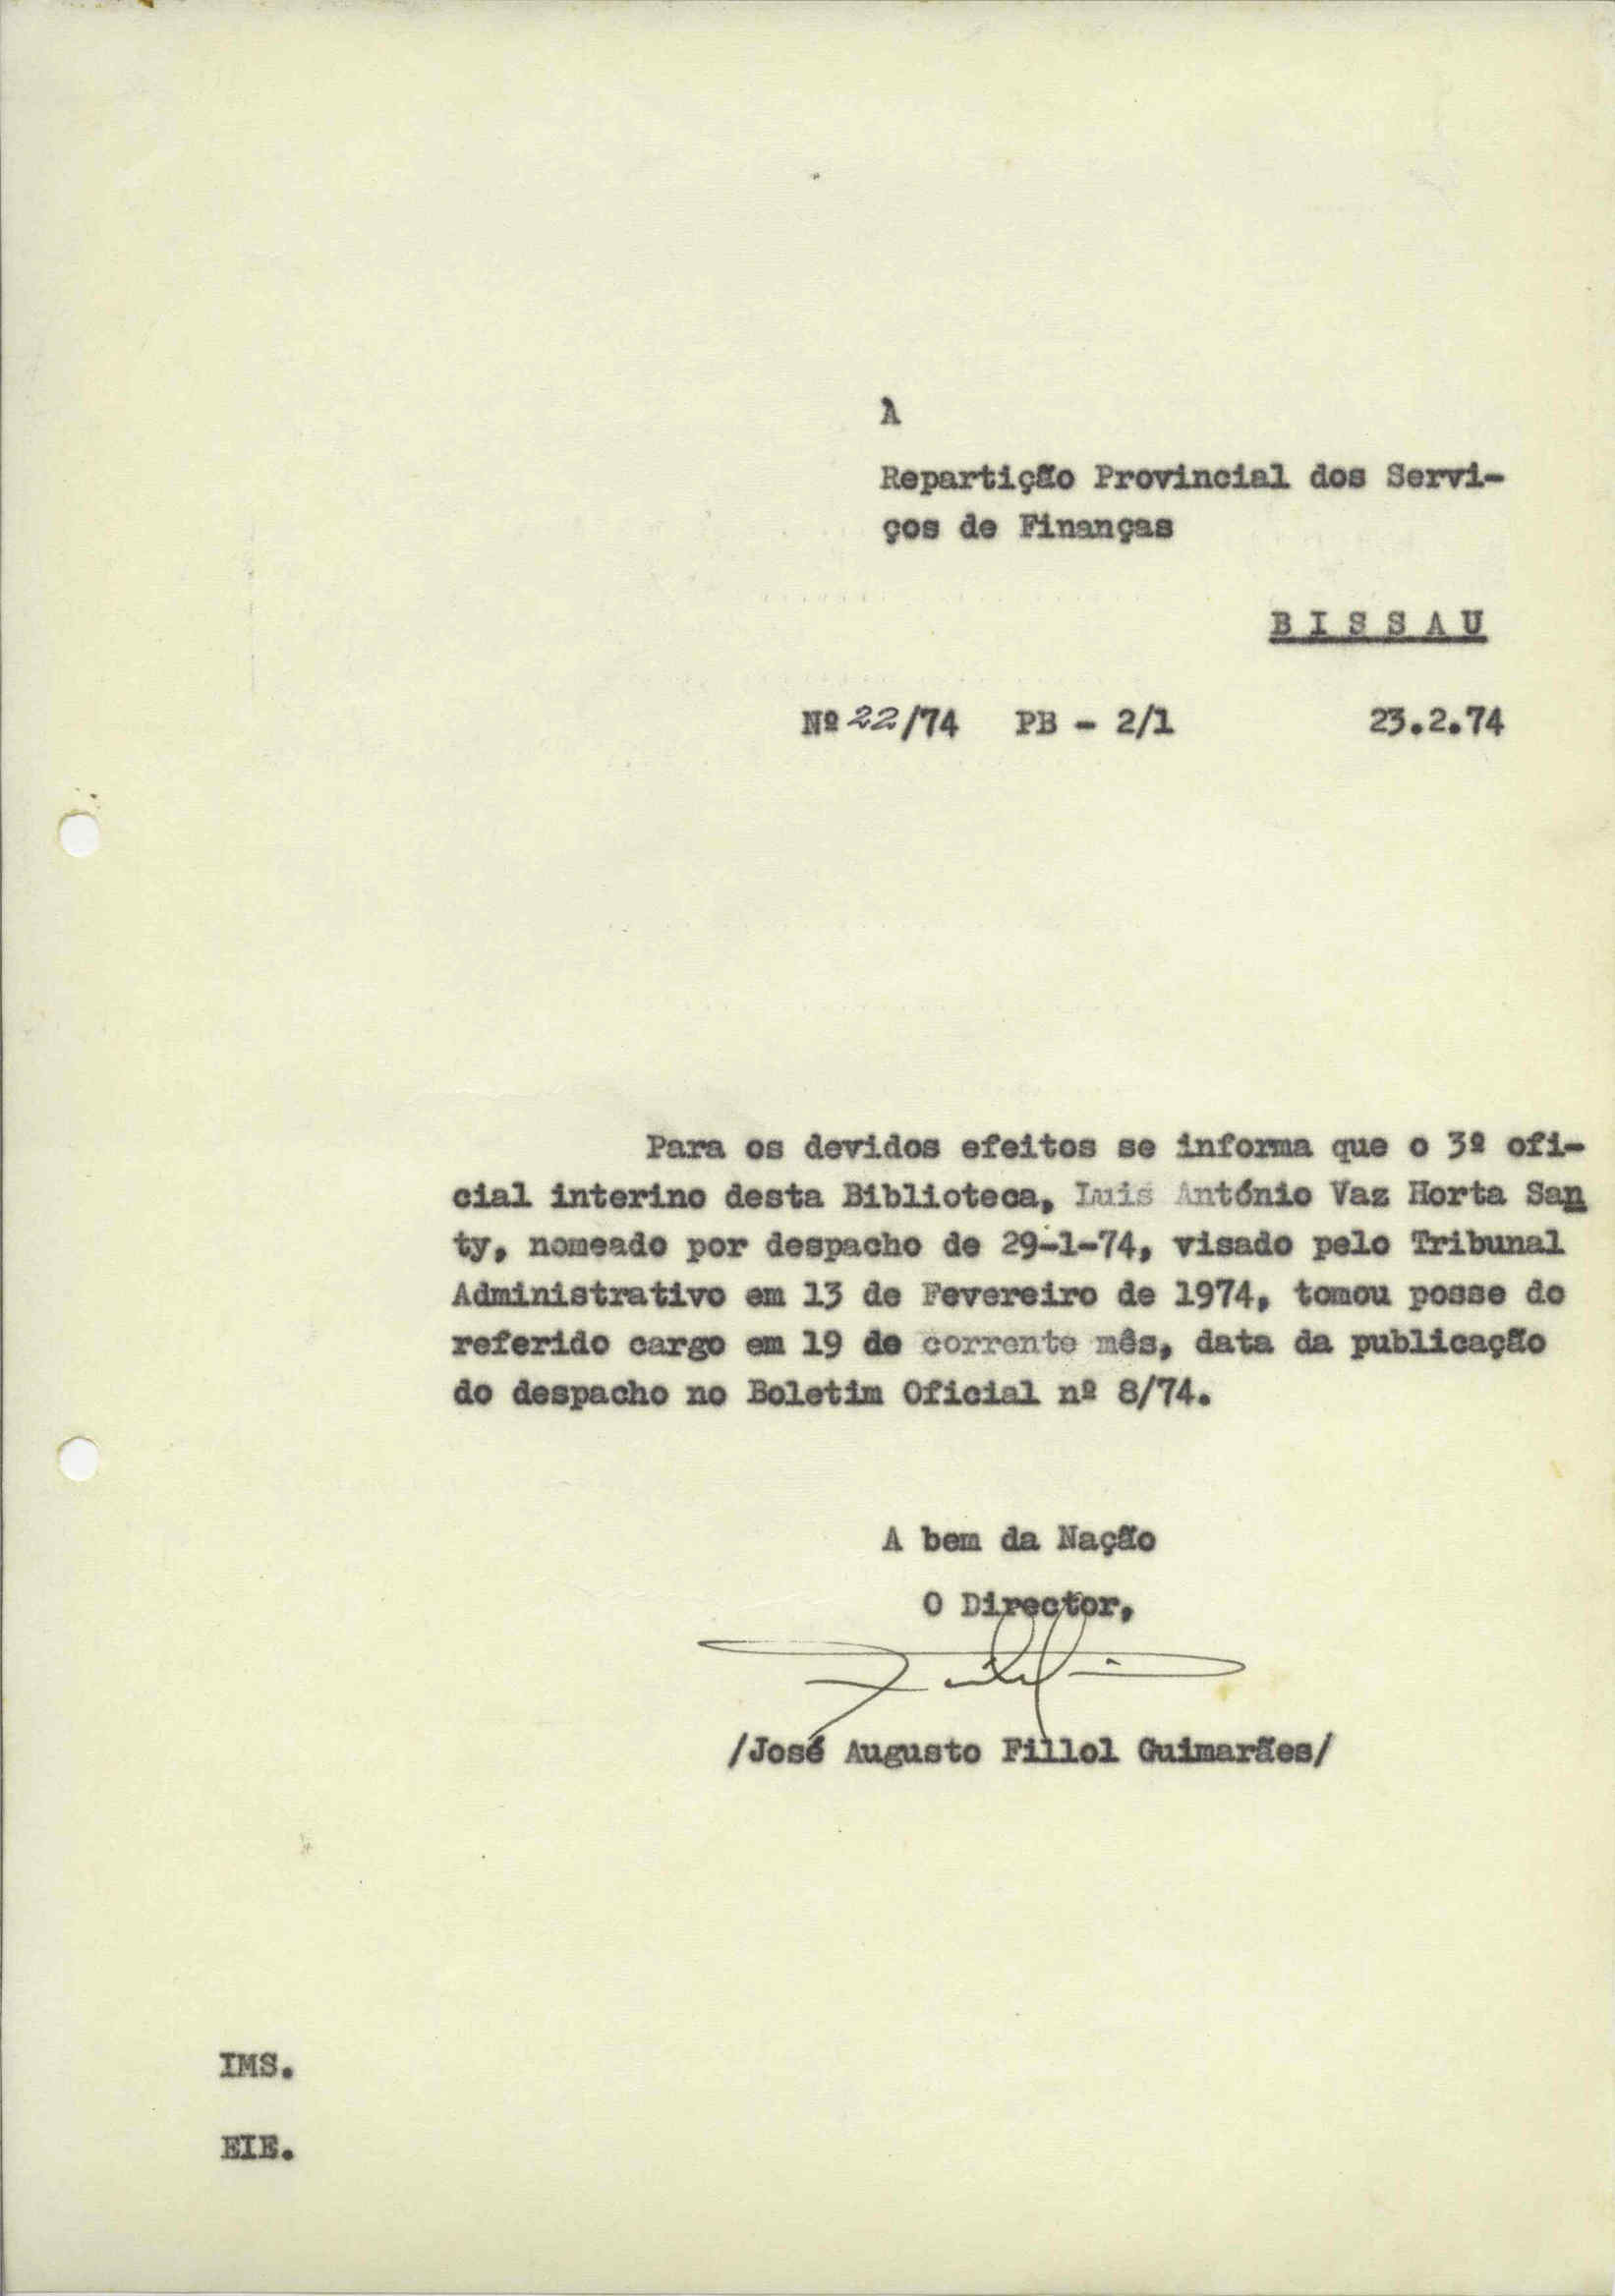 À
Repartição Provincial dos Servi-
ços de Finanças
B I S S A U
Nº 22/74 PB - 2/1 23.2.74
Para os devidos efeitos se informa que o 3º ofi-
cial interino desta Biblioteca, Luis António Vaz Horta San
ty, nomeado por despacho de 29-1-74, visado pelo Tribunal
Administrativo em 13 de Fevereiro de 1974, tomou posse do
referido cargo em 19 de corrente mês, data da publicação
do despacho no Boletim Oficial nº 8/74.
A bem da Nação
O Director,
/José Augusto Fillol Guimarães/
IMS.
EIE.